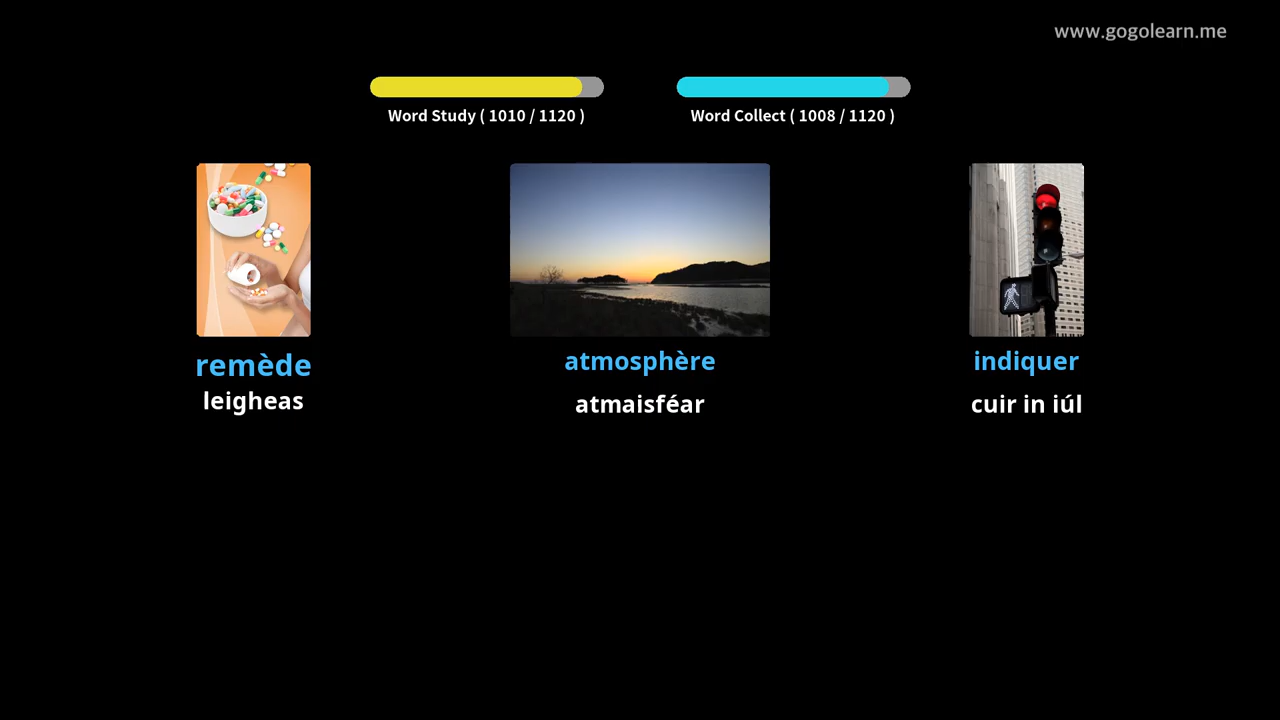 www.gogolearn.me
Word Study ( 1010 / 1120 )
Word Collect ( 1008 / 1120 )
remède
leigheas
atmosphère
atmaisféar
indiquer
cuir in iúl